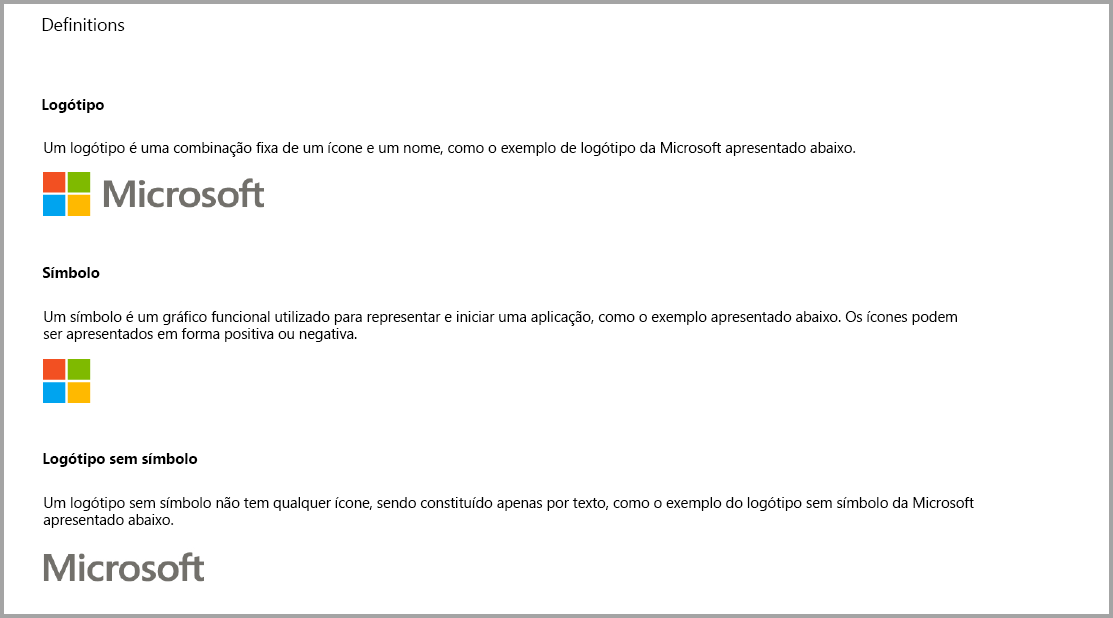 Definitions
Logótipo
Um logótipo é uma combinação fixa de um ícone e um nome, como o exemplo de logótipo da Microsoft apresentado abaixo.
Microsoft
Símbolo
Um símbolo é um gráfico funcional utilizado para representar e iniciar uma aplicação, como o exemplo apresentado abaixo. Os ícones podem
ser apresentados em forma positiva ou negativa.
Logótipo sem símbolo
Um logótipo sem símbolo não tem qualquer ícone, sendo constituído apenas por texto, como o exemplo do logótipo sem símbolo da Microsoft
apresentado abaixo.
Microsoft